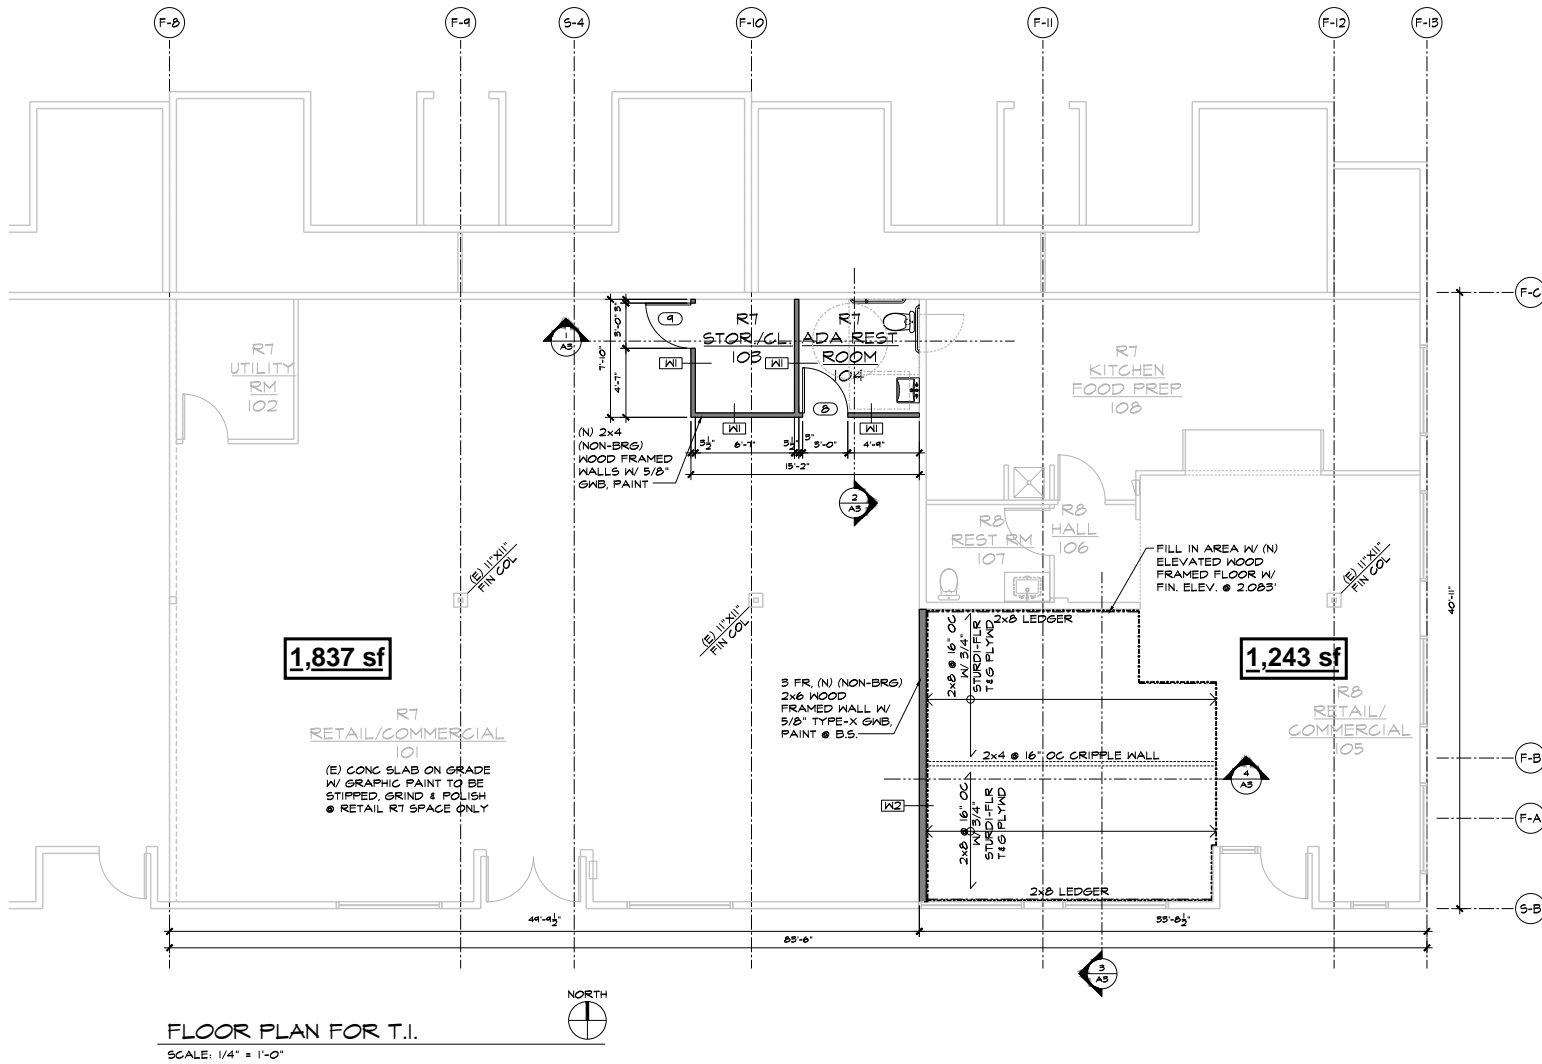 F-8
F-9
S-4
F-10
F-11
F-12
F-13
F-C
R7
UTILITY
RM
102
1
A3
3"
3'-0"
7'-10"
4'-7"
9
R7
STOR./CL.
103
W1
W1
R7
ADA REST
ROOM
104
8
W1
W1
3½"
6'-7"
3½"
3"
3'-0"
4'-9"
15'-2"
(N) 2x4
(NON-BRG)
WOOD FRAMED
WALLS W/ 5/8"
GWB, PAINT
2
A3
R7
KITCHEN
FOOD PREP
108
R8
REST RM
107
R8
HALL
106
FILL IN AREA W/ (N)
ELEVATED WOOD
FRAMED FLOOR W/
FIN. ELEV. @ 2.083'
(E) 11"X11"
FIN COL
(E) 11"X11"
FIN COL
(E) 11"X11"
FIN COL
40'-11"
2x8 LEDGER
2x8 @ 16" OC
W/ 3/4"
STURDI-FLR
T&G PLYWD
1,837 sf
1,243 sf
3 FR, (N) (NON-BRG)
2x6 WOOD
FRAMED WALL W/
5/8" TYPE-X GWB,
PAINT @ B.S.
R7
RETAIL/COMMERCIAL
101
(E) CONC SLAB ON GRADE
W/ GRAPHIC PAINT TO BE
STIPPED, GRIND & POLISH
@ RETAIL R7 SPACE ONLY
R8
RETAIL/
COMMERCIAL
105
2x4 @ 16" OC CRIPPLE WALL
F-B
4
A3
W2
2x8 @ 16" OC
W/ 3/4"
STURDI-FLR
T&G PLYWD
F-A
2x8 LEDGER
S-B
49'-9½"
33'-8½"
83'-6"
3
A3
NORTH
FLOOR PLAN FOR T.I.
SCALE: 1/4" = 1'-0"